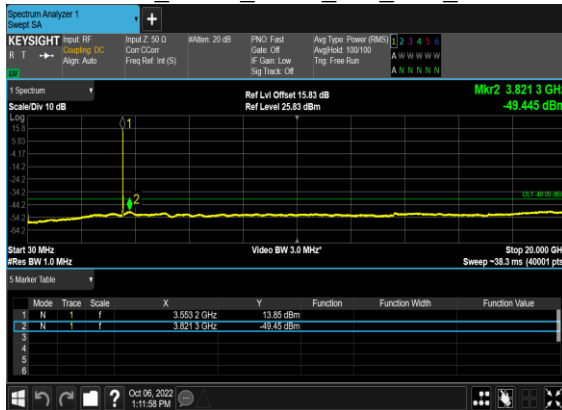 Spectrum Analyzer 1
Swept SA
KEYSIGHT Input: RF Input Z: 50 Ω #Atten: 20 dB PNO: Fast Avg Type: Power (RMS) 1 2 3 4 5 6
R T Coupling: DC Corr CCorr Gate: Off Avg|Hold: 100/100 A W W W W W
Align: Auto Freq Ref: Int (S) IF Gain: Low Trig: Free Run
LXI Sig Track: Off A N N N N N
1 Spectrum Ref Lvl Offset 15.83 dB Mkr2 3.821 3 GHz
Scale/Div 10 dB Ref Level 25.83 dBm -49.445 dBm
Log
15.8
5.83
-4.17
-14.2
-24.2
-34.2
-44.2
-54.2
-64.2
1
2
DL1 -40.00 dBm
Start 30 MHz Video BW 3.0 MHz* Stop 20.000 GHz
#Res BW 1.0 MHz Sweep ~38.3 ms (40001 pts)
5 Marker Table
Mode Trace Scale X Y Function Function Width Function Value
1 N 1 f 3.553 2 GHz 13.85 dBm
2 N 1 f 3.821 3 GHz -49.45 dBm
3
4
5
6
? Oct 06, 2022
1:11:58 PM